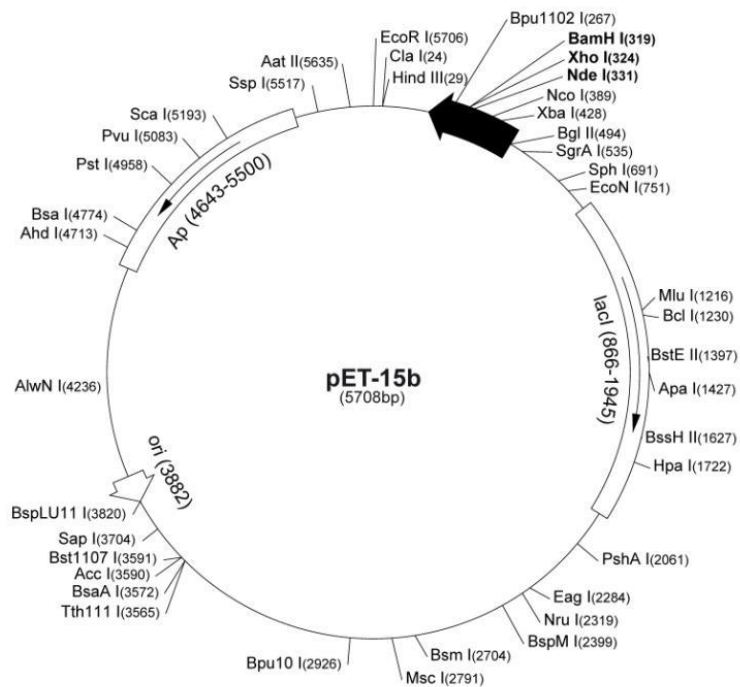 EcoR I(5706)
Cla I(24)
Hind III(29)
Bpu1102 I(267)
BamH I(319)
Xho I(324)
Nde I(331)
Nco I(389)
Xba I(428)
Bgl II(494)
SgrA I(535)
Sph I(691)
EcoN I(751)
lacI (866-1945)
Mlu I(1216)
Bcl I(1230)
BstE II(1397)
Apa I(1427)
BssH II(1627)
Hpa I(1722)
PshA I(2061)
Eag I(2284)
Nru I(2319)
BspM I(2399)
Bsm I(2704)
Msc I(2791)
Bpu10 I(2926)
Tth111 I(3565)
BsaA I(3572)
Acc I(3590)
Bst1107 I(3591)
Sap I(3704)
BspLU11 I(3820)
ori (3882)
AlwN I(4236)
Ahd I(4713)
Bsa I(4774)
Pst I(4958)
Pvu I(5083)
Sca I(5193)
Ap (4643-5500)
Ssp I(5517)
Aat II(5635)
pET-15b
(5708bp)